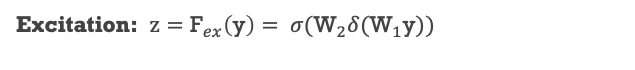 Excitation: z = F_ex(y) = σ(W₂δ(W₁y))